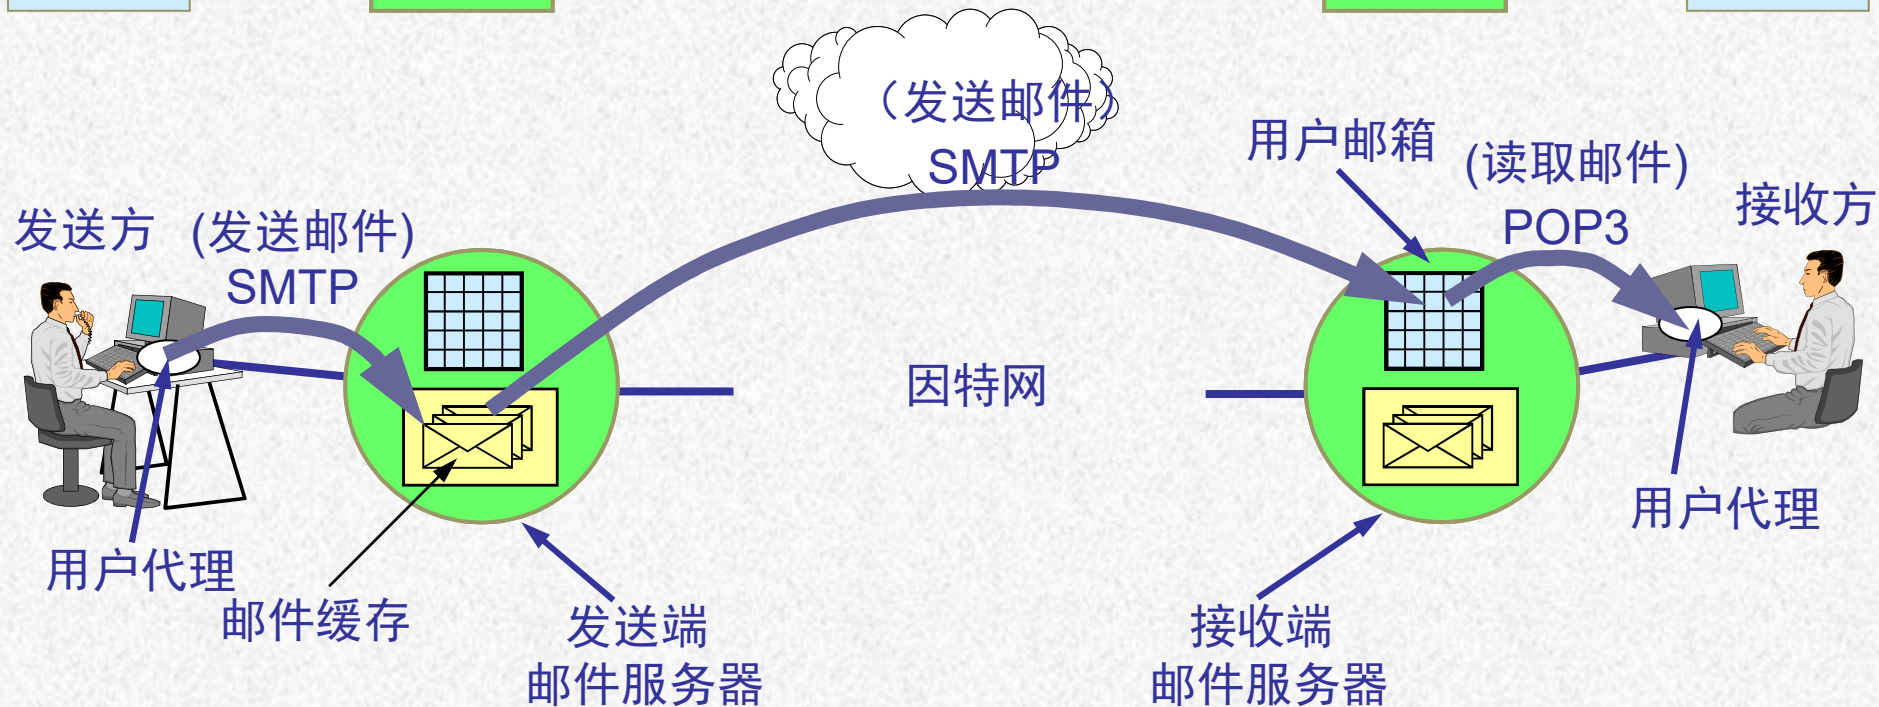 （发送邮件）
SMTP
用户邮箱
(读取邮件)
POP3
接收方
发送方
(发送邮件)
SMTP
因特网
用户代理
用户代理
邮件缓存
发送端
邮件服务器
接收端
邮件服务器